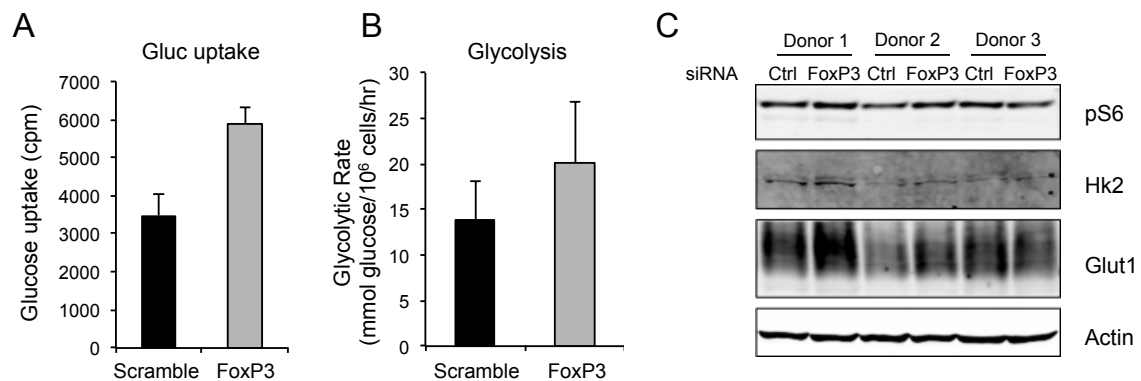 A
Gluc uptake
Glucose uptake (cpm)
7000
6000
5000
4000
3000
2000
1000
0
Scramble FoxP3
B
Glycolysis
Glycolytic Rate
(mmol glucose/10⁶ cells/hr)
30
25
20
15
10
5
0
Scramble FoxP3
C
Donor 1 Donor 2 Donor 3
siRNA Ctrl FoxP3 Ctrl FoxP3 Ctrl FoxP3
pS6
Hk2
Glut1
Actin